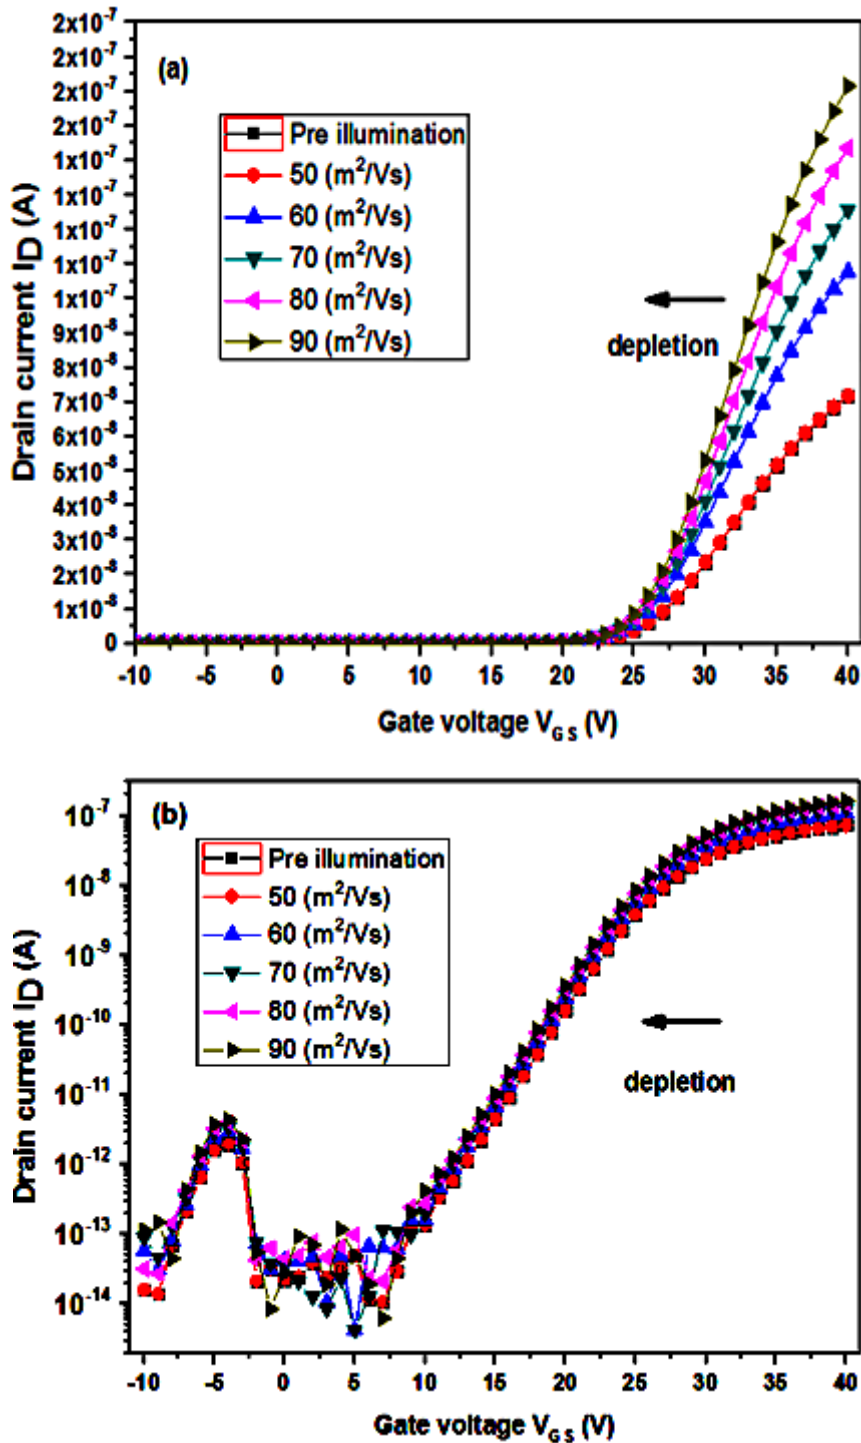 (a)
2x10⁻⁷
2x10⁻⁷
2x10⁻⁷
2x10⁻⁷
1x10⁻⁷
1x10⁻⁷
1x10⁻⁷
1x10⁻⁷
1x10⁻⁷
9x10⁻⁸
8x10⁻⁸
7x10⁻⁸
6x10⁻⁸
5x10⁻⁸
4x10⁻⁸
3x10⁻⁸
2x10⁻⁸
1x10⁻⁸
0
Drain current ID (A)
Pre illumination
50 (m²/Vs)
60 (m²/Vs)
70 (m²/Vs)
80 (m²/Vs)
90 (m²/Vs)
depletion
-10 -5 0 5 10 15 20 25 30 35 40
Gate voltage V_GS (V)
(b)
10⁻⁷
10⁻⁸
10⁻⁹
10⁻¹⁰
10⁻¹¹
10⁻¹²
10⁻¹³
10⁻¹⁴
Drain current ID (A)
Pre illumination
50 (m²/Vs)
60 (m²/Vs)
70 (m²/Vs)
80 (m²/Vs)
90 (m²/Vs)
depletion
-10 -5 0 5 10 15 20 25 30 35 40
Gate voltage V_GS (V)